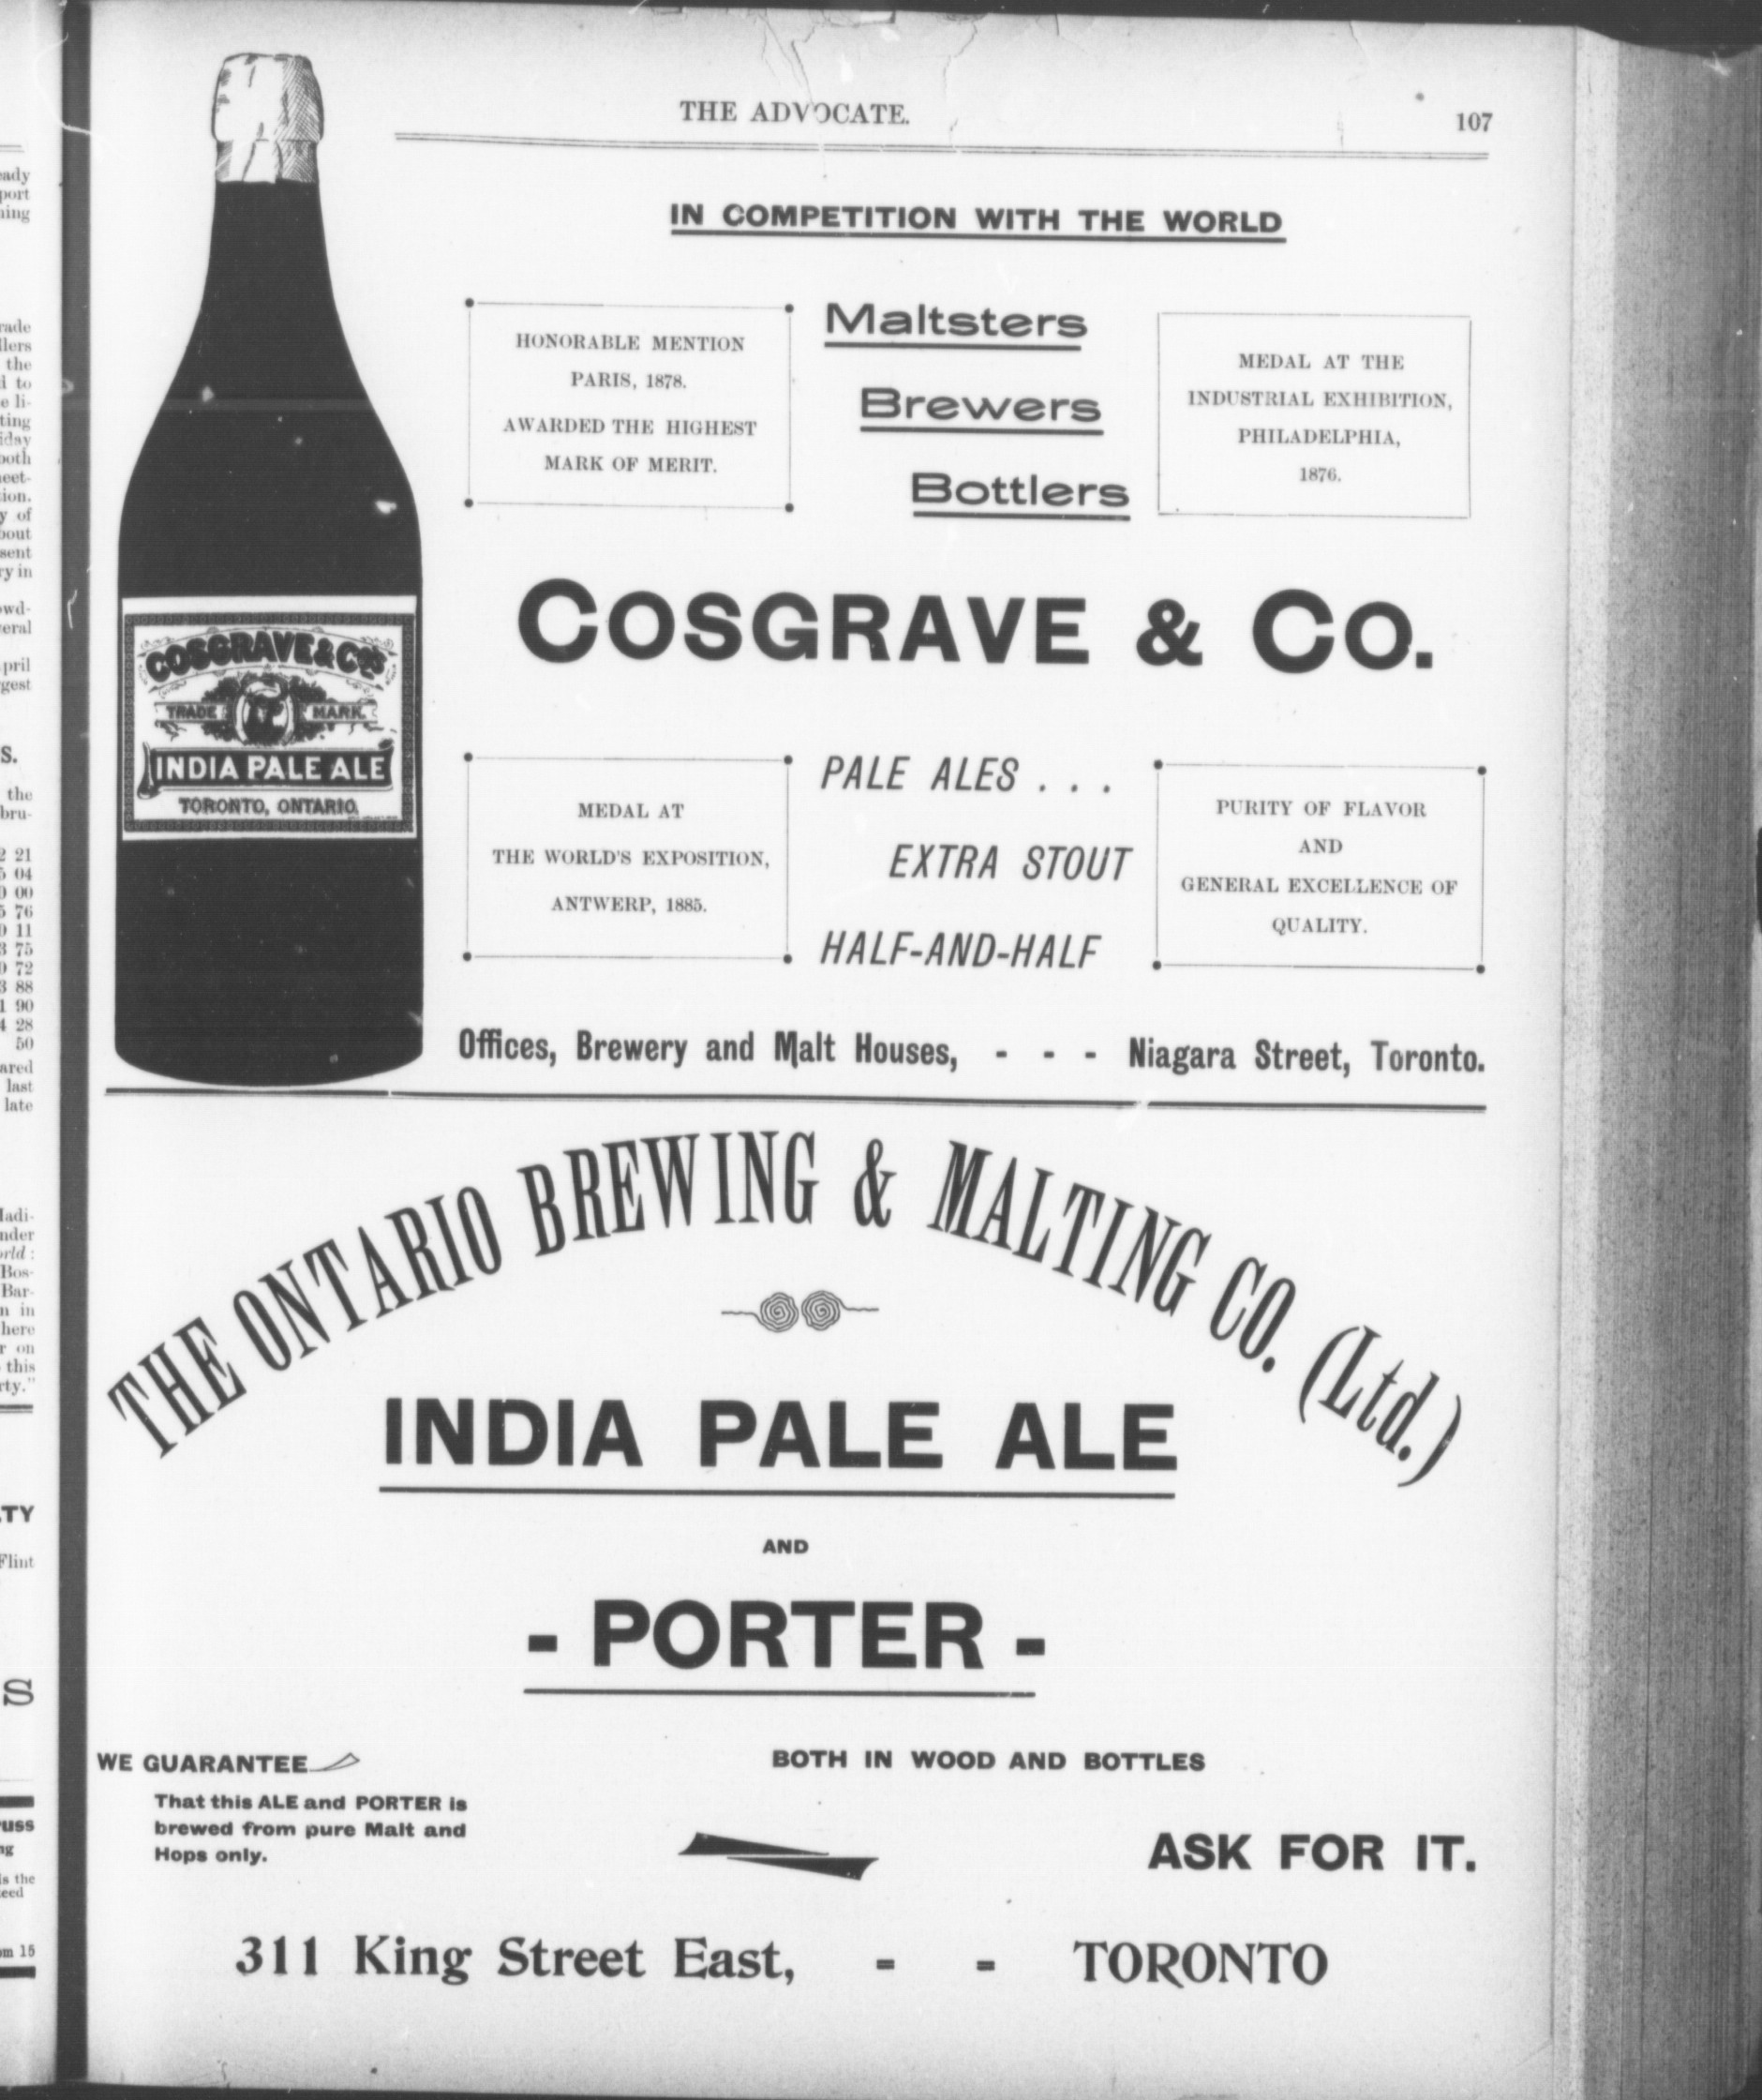 THE ADVOCATE.
107
IN COMPETITION WITH THE WORLD
HONORABLE MENTION
PARIS, 1878.
AWARDED THE HIGHEST
MARK OF MERIT.
Maltsters
Brewers
Bottlers
MEDAL AT THE
INDUSTRIAL EXHIBITION,
PHILADELPHIA,
1876.
COSGRAVE & CO.
COSGRAVE & CO'S
TRADE MARK.
INDIA PALE ALE
TORONTO, ONTARIO.
MEDAL AT
THE WORLD'S EXPOSITION,
ANTWERP, 1885.
PALE ALES . . .
EXTRA STOUT
HALF-AND-HALF
PURITY OF FLAVOR
AND
GENERAL EXCELLENCE OF
QUALITY.
Offices, Brewery and Malt Houses, - - - Niagara Street, Toronto.
THE ONTARIO BREWING & MALTING CO. (Ltd.)
INDIA PALE ALE
AND
- PORTER -
WE GUARANTEE
That this ALE and PORTER is
brewed from pure Malt and
Hops only.
BOTH IN WOOD AND BOTTLES
ASK FOR IT.
311 King Street East, - - TORONTO